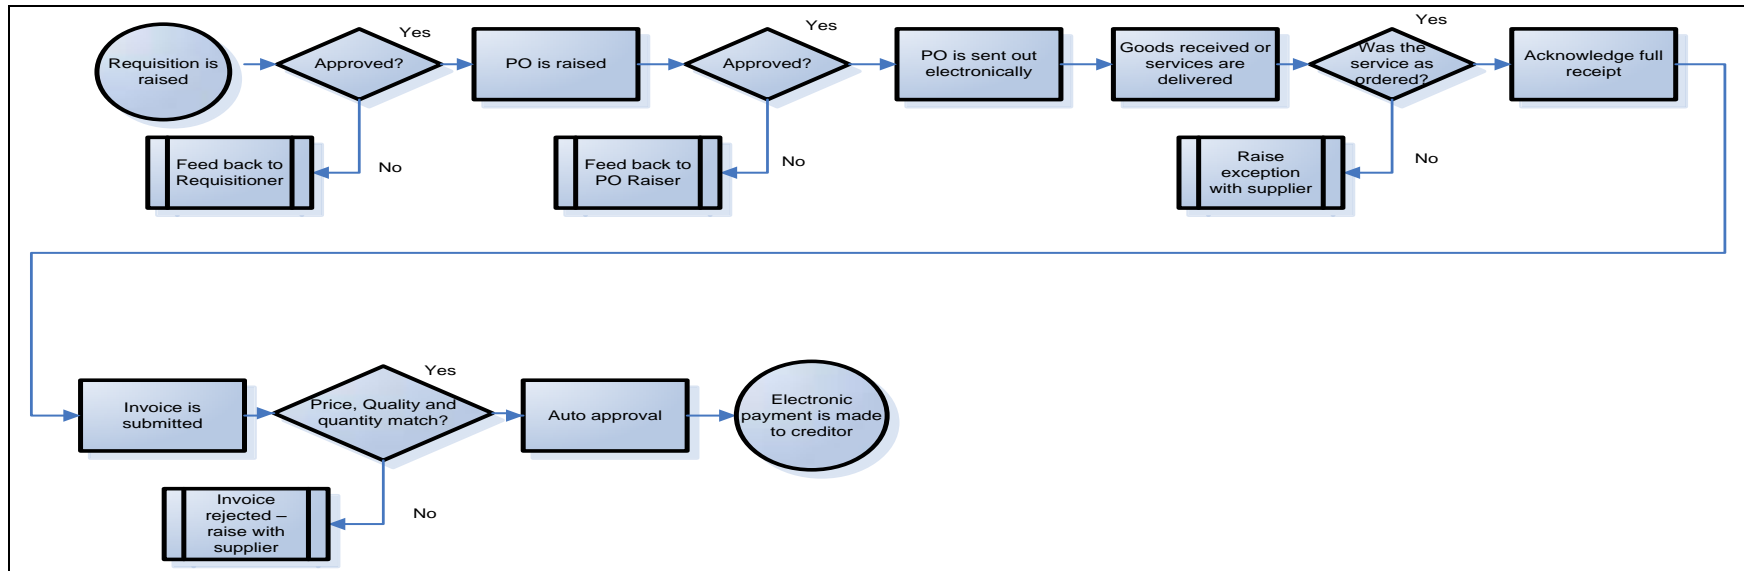 Requisition is
raised
Approved?
Yes
No
Feed back to
Requisitioner
PO is raised
Approved?
Yes
No
Feed back to
PO Raiser
PO is sent out
electronically
Goods received or
services are
delivered
Was the
service as
ordered?
Yes
No
Raise
exception
with supplier
Acknowledge full
receipt
Invoice is
submitted
Price, Quality and
quantity match?
Yes
No
Invoice
rejected –
raise with
supplier
Auto approval
Electronic
payment is made
to creditor